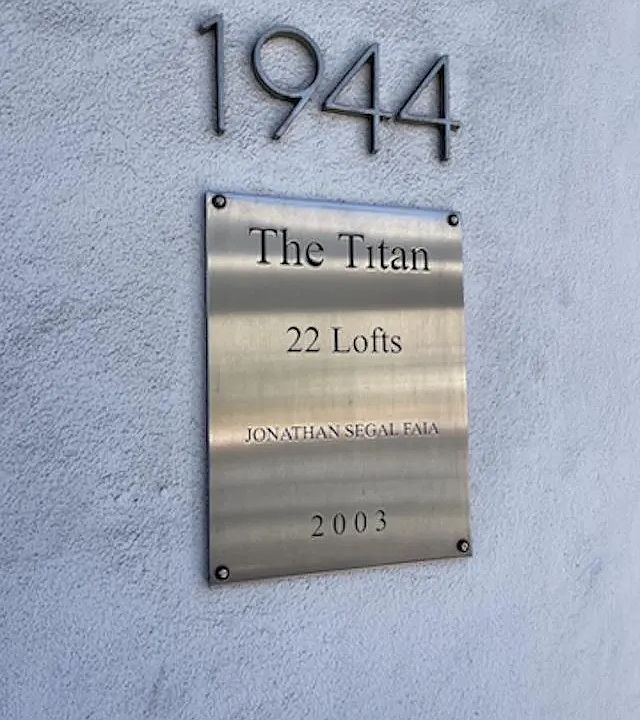 1944
The Titan
22 Lofts
JONATHAN SEGAL FAIA
2003